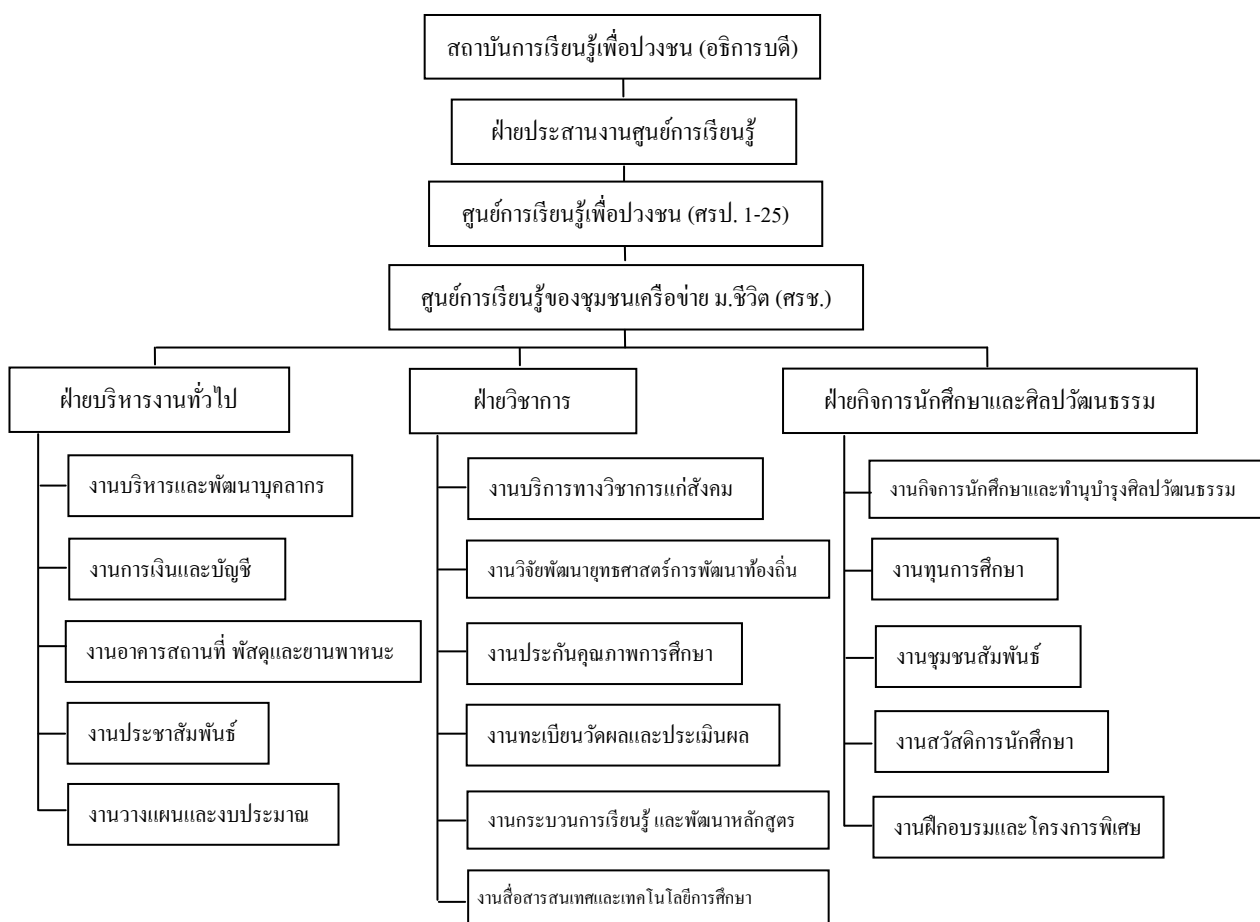 สถาบันการเรียนรู้เพื่อปวงชน (อธิการบดี)
ฝ่ายประสานงานศูนย์การเรียนรู้
ศูนย์การเรียนรู้เพื่อปวงชน (ศรป. 1-25)
ศูนย์การเรียนรู้ของชุมชนเครือข่าย ม.ชีวิต (ศรช.)
ฝ่ายบริหารงานทั่วไป
งานบริหารและพัฒนาบุคลากร
งานการเงินและบัญชี
งานอาคารสถานที่ พัสดุและยานพาหนะ
งานประชาสัมพันธ์
งานวางแผนและงบประมาณ
ฝ่ายวิชาการ
งานบริการทางวิชาการแก่สังคม
งานวิจัยพัฒนายุทธศาสตร์การพัฒนาท้องถิ่น
งานประกันคุณภาพการศึกษา
งานทะเบียนวัดผลและประเมินผล
งานกระบวนการเรียนรู้ และพัฒนาหลักสูตร
งานสื่อสารสนเทศและเทคโนโลยีการศึกษา
ฝ่ายกิจการนักศึกษาและศิลปวัฒนธรรม
งานกิจการนักศึกษาและทำนุบำรุงศิลปวัฒนธรรม
งานทุนการศึกษา
งานชุมชนสัมพันธ์
งานสวัสดิการนักศึกษา
งานฝึกอบรมและโครงการพิเศษ